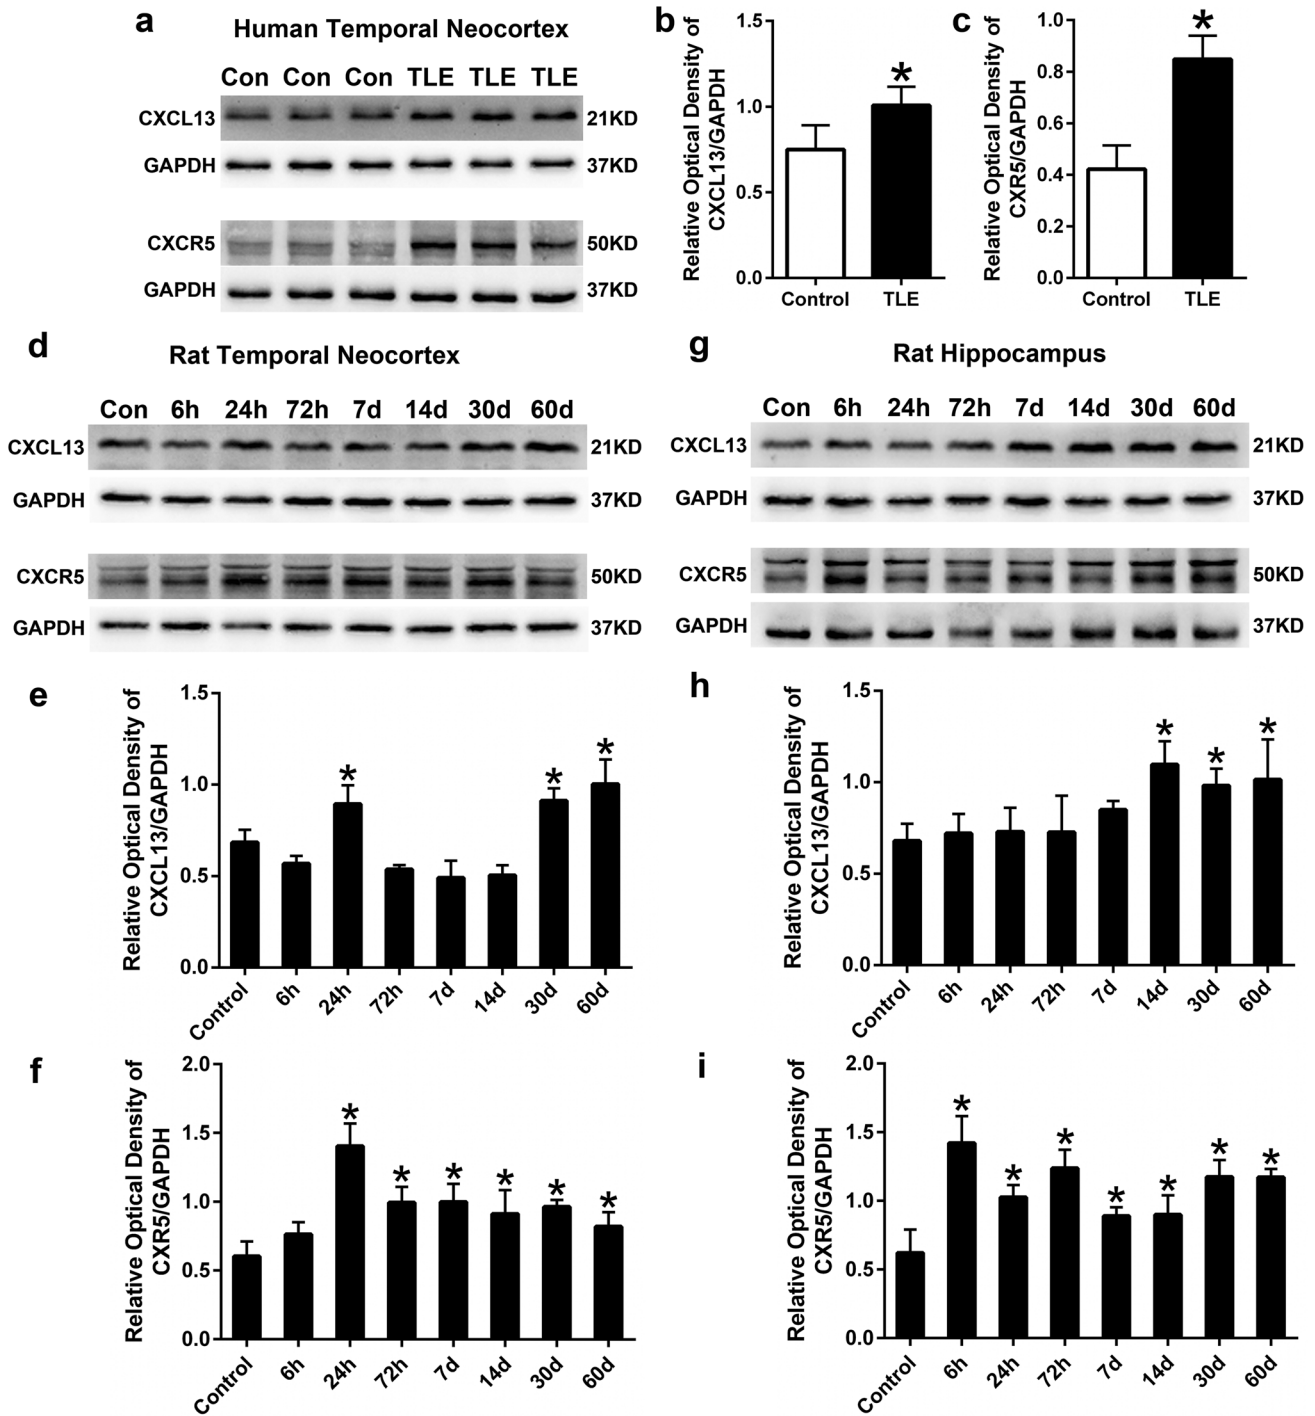 a
Human Temporal Neocortex
Con Con Con TLE TLE TLE
CXCL13 21KD
GAPDH 37KD
CXCR5 50KD
GAPDH 37KD
b
Relative Optical Density of
CXCL13/GAPDH
1.5
1.0
0.5
0.0
*
Control TLE
c
Relative Optical Density of
CXR5/GAPDH
1.0
0.8
0.6
0.4
0.2
0.0
*
Control TLE
d
Rat Temporal Neocortex
Con 6h 24h 72h 7d 14d 30d 60d
CXCL13 21KD
GAPDH 37KD
CXCR5 50KD
GAPDH 37KD
g
Rat Hippocampus
Con 6h 24h 72h 7d 14d 30d 60d
CXCL13 21KD
GAPDH 37KD
CXCR5 50KD
GAPDH 37KD
e
Relative Optical Density of
CXCL13/GAPDH
1.5
1.0
0.5
0.0
* * *
Control 6h 24h 72h 7d 14d 30d 60d
h
Relative Optical Density of
CXCL13/GAPDH
1.5
1.0
0.5
0.0
* * *
Control 6h 24h 72h 7d 14d 30d 60d
f
Relative Optical Density of
CXR5/GAPDH
2.0
1.5
1.0
0.5
0.0
* * * * * *
Control 6h 24h 72h 7d 14d 30d 60d
i
Relative Optical Density of
CXR5/GAPDH
2.0
1.5
1.0
0.5
0.0
* * * * * * *
Control 6h 24h 72h 7d 14d 30d 60d